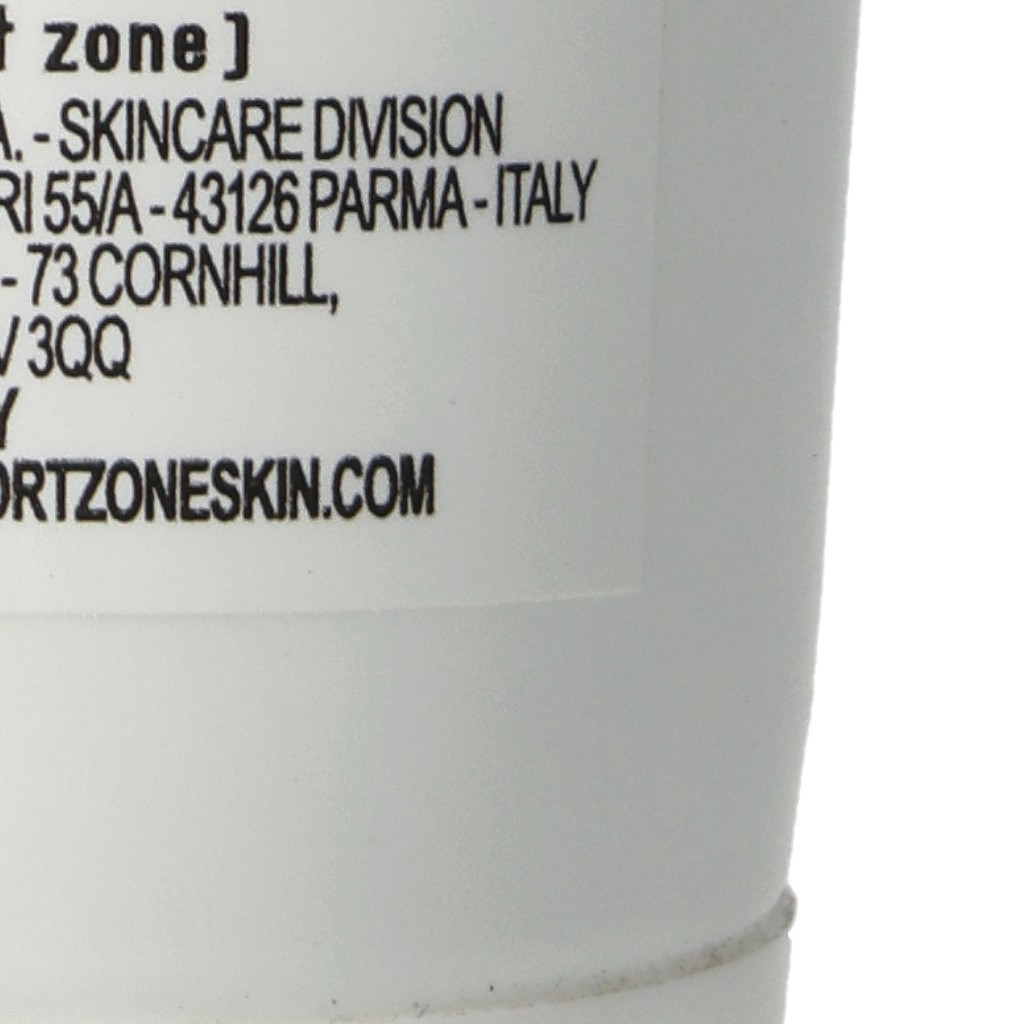 t zone]
A. - SKINCARE DIVISION
RI 55/A - 43126 PARMA - ITALY
- 73 CORNHILL,
V 3QQ
Y
ORTZONESKIN.COM